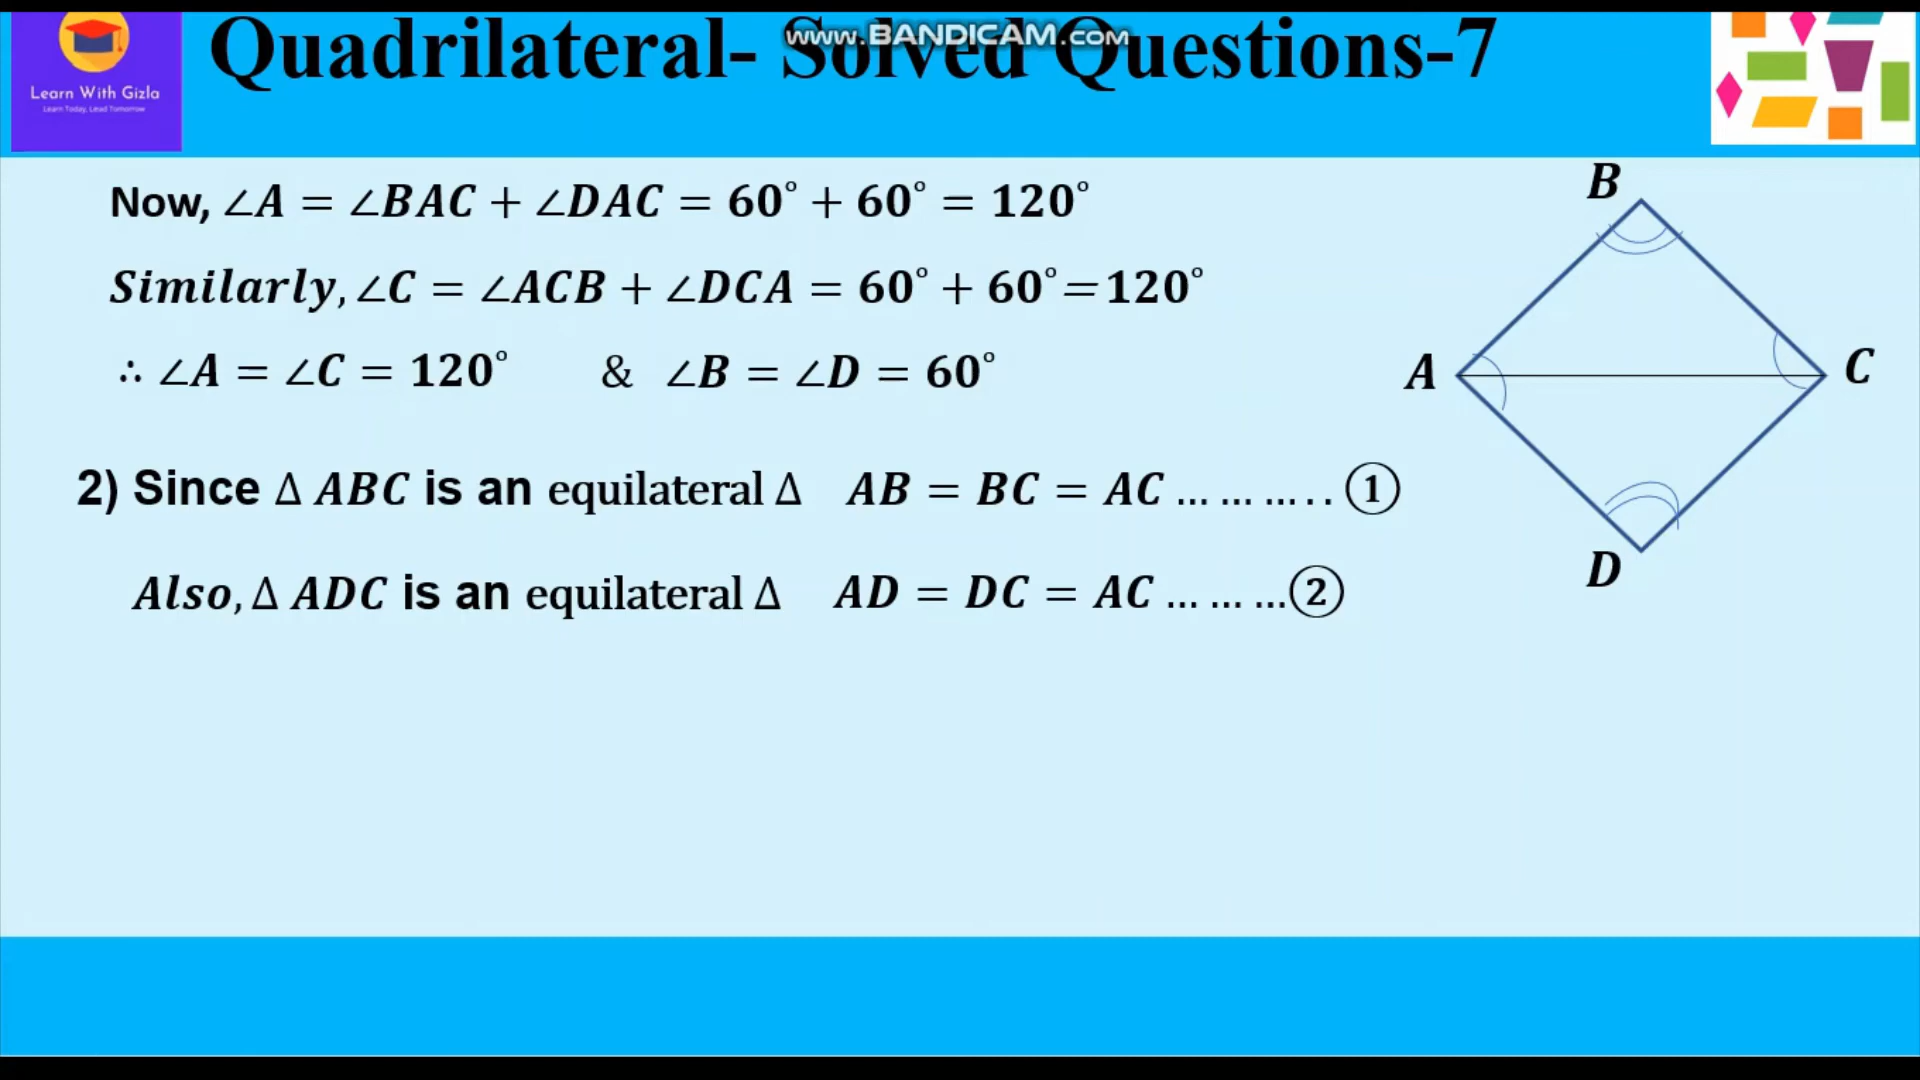 www.BANDICAM.com
Quadrilateral- Solved Questions-7
Learn With Gizla
Learn Today, Lead Tomorrow
Now, ∠A = ∠BAC + ∠DAC = 60° + 60° = 120°
Similarly, ∠C = ∠ACB + ∠DCA = 60° + 60° = 120°
∴ ∠A = ∠C = 120° & ∠B = ∠D = 60°
2) Since Δ ABC is an equilateral Δ AB = BC = AC ... ... ... . . ①
Also, Δ ADC is an equilateral Δ AD = DC = AC ... ... ... ②
B
A
C
D